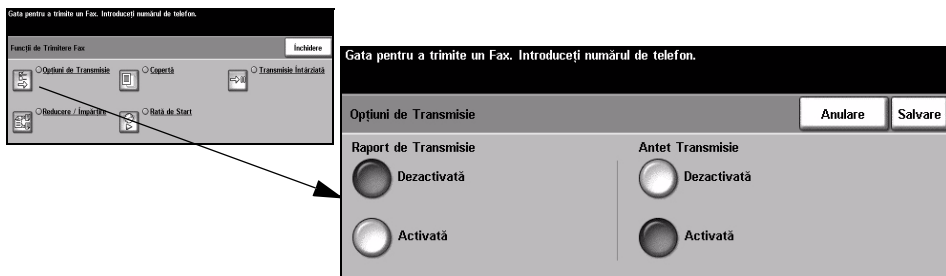 Gata pentru a trimite un Fax. Introduceți numărul de telefon.
Funcții de Trimitere Fax
Închidere
Opțiuni de Transmisie
Copertă
Transmisie Întârziată
Reducere / Împărțire
Rată de Start
Gata pentru a trimite un Fax. Introduceți numărul de telefon.
Opțiuni de Transmisie
Anulare
Salvare
Raport de Transmisie
Antet Transmisie
Dezactivată
Dezactivată
Activată
Activată